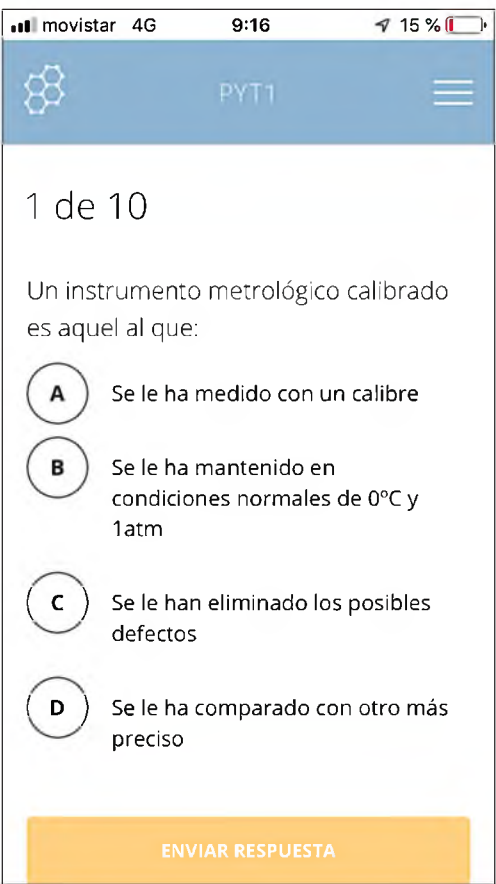 movistar 4G 9:16 15 %
PYT1
1 de 10
Un instrumento metrológico calibrado
es aquel al que:
A Se le ha medido con un calibre
B Se le ha mantenido en
condiciones normales de 0ºC y
1atm
C Se le han eliminado los posibles
defectos
D Se le ha comparado con otro más
preciso
ENVIAR RESPUESTA